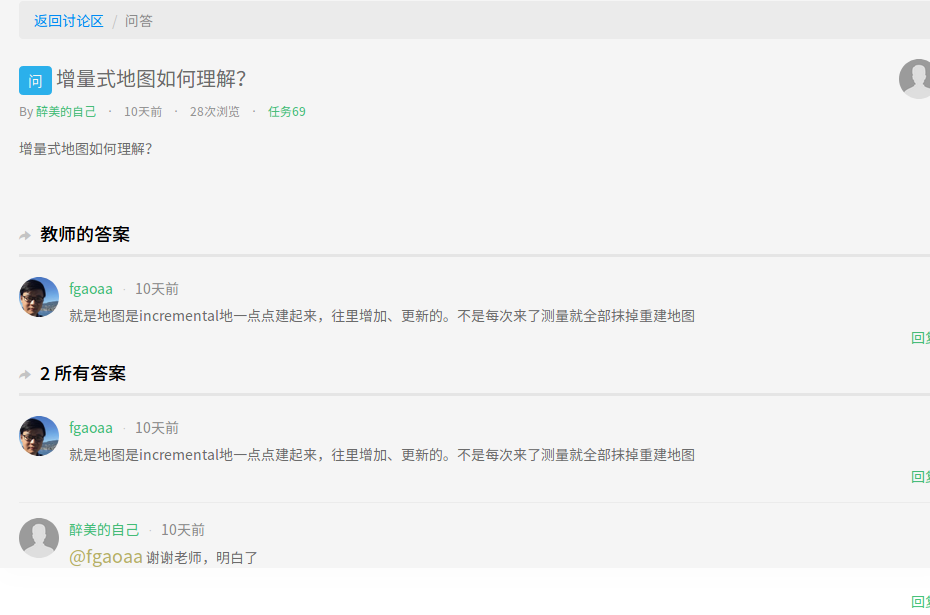 返回讨论区 / 问答
问 增量式地图如何理解?
By 醉美的自己 · 10天前 · 28次浏览 · 任务69
增量式地图如何理解?
教师的答案
fgaoaa · 10天前
就是地图是incremental地一点点建起来，往里增加、更新的。不是每次来了测量就全部抹掉重建地图
回复
2 所有答案
fgaoaa · 10天前
就是地图是incremental地一点点建起来，往里增加、更新的。不是每次来了测量就全部抹掉重建地图
回复
醉美的自己 · 10天前
@fgaoaa 谢谢老师，明白了
回复